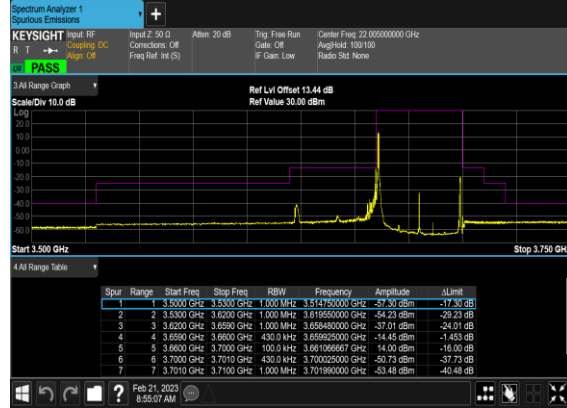 Spectrum Analyzer 1
Spurious Emissions
KEYSIGHT Input: RF Input Z: 50 Ω Atten: 20 dB Trig: Free Run Center Freq: 22.005000000 GHz
R T Coupling: DC Corrections: Off Gate: Off Avg|Hold: 100/100
Align: Off Freq Ref: Int (S) IF Gain: Low Radio Std: None
PASS
3 All Range Graph
Ref Lvl Offset 13.44 dB
Scale/Div 10.0 dB Ref Value 30.00 dBm
Log
20.0
10.0
0.00
-10.0
-20.0
-30.0
-40.0
-50.0
-60.0
Start 3.500 GHz Stop 3.750 GHz
4 All Range Table
Spur Range Start Freq Stop Freq RBW Frequency Amplitude ΔLimit
1 1 3.5000 GHz 3.5300 GHz 1.000 MHz 3.514750000 GHz -57.30 dBm -17.30 dB
2 2 3.5300 GHz 3.6200 GHz 1.000 MHz 3.619550000 GHz -54.23 dBm -29.23 dB
3 3 3.6200 GHz 3.6590 GHz 1.000 MHz 3.658480000 GHz -37.01 dBm -24.01 dB
4 4 3.6590 GHz 3.6600 GHz 430.0 kHz 3.659925000 GHz -14.45 dBm -1.453 dB
5 5 3.6600 GHz 3.7000 GHz 100.0 kHz 3.661066667 GHz 14.00 dBm -16.00 dB
6 6 3.7000 GHz 3.7010 GHz 430.0 kHz 3.700025000 GHz -50.73 dBm -37.73 dB
7 7 3.7010 GHz 3.7100 GHz 1.000 MHz 3.701990000 GHz -53.48 dBm -40.48 dB
? Feb 21, 2023
8:55:07 AM